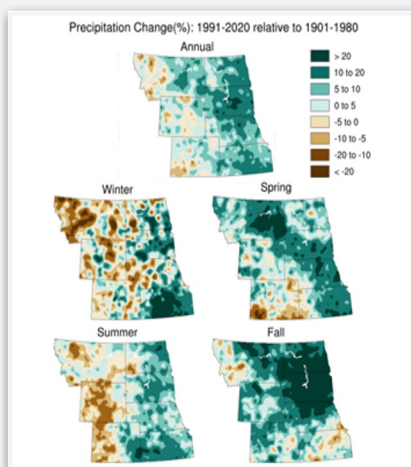 Precipitation Change(%): 1991-2020 relative to 1901-1980
Annual
> 20
10 to 20
5 to 10
0 to 5
-5 to 0
-10 to -5
-20 to -10
< -20
Winter
Spring
Summer
Fall